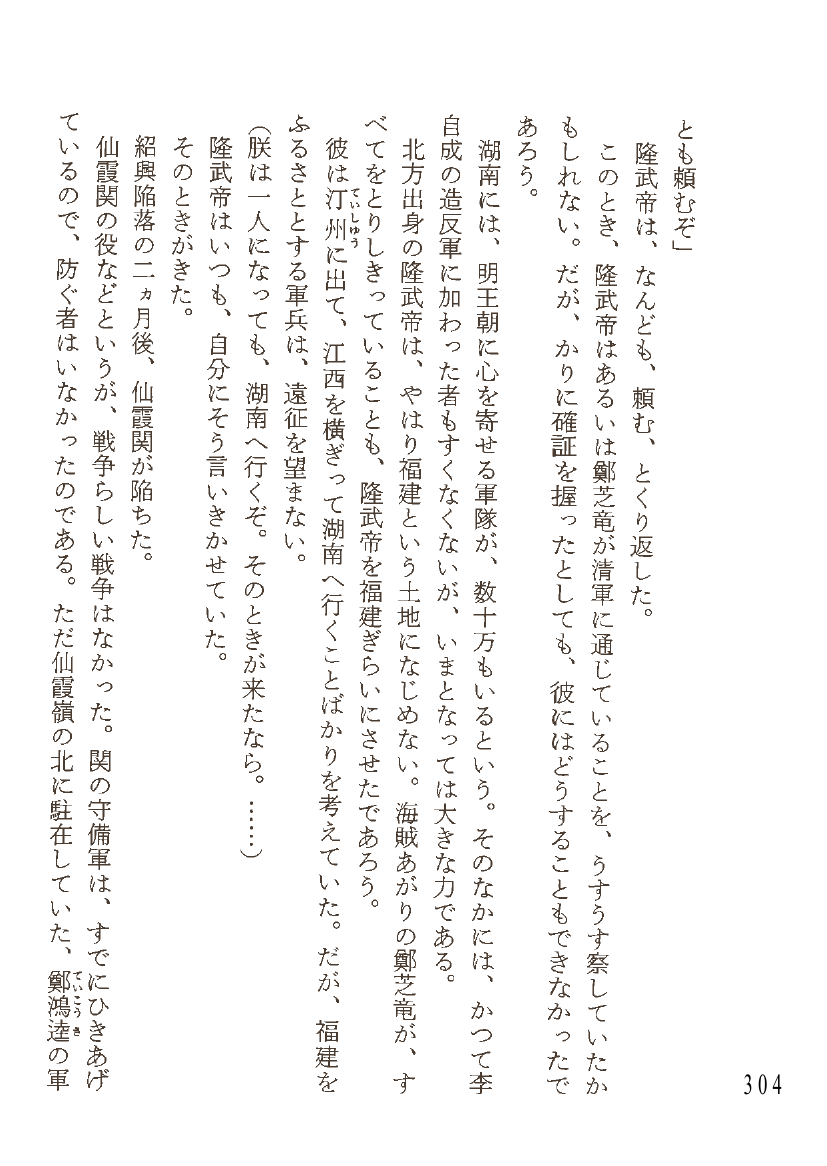 とも頼むぞ」
隆武帝は、なんども、頼む、とくり返した。
このとき、隆武帝はあるいは鄭芝竜が清軍に通じていることを、うすうす察していたか
もしれない。だが、かりに確証を握ったとしても、彼にはどうすることもできなかったで
あろう。
湖南には、明王朝に心を寄せる軍隊が、数十万もいるという。そのなかには、かつて李
自成の造反軍に加わった者もすくなくないが、いまとなっては大きな力である。
北方出身の隆武帝は、やはり福建という土地になじめない。海賊あがりの鄭芝竜が、す
べてをとりしきっていることも、隆武帝を福建ぎらいにさせたであろう。
彼は汀州ていしゆうに出て、江西を横ぎって湖南へ行くことばかりを考えていた。だが、福建を
ふるさととする軍兵は、遠征を望まない。
(朕は一人になっても、湖南へ行くぞ。そのときが来たなら。……)
隆武帝はいつも、自分にそう言いきかせていた。
そのときがきた。
紹興陥落の二ヵ月後、仙霞関が陥ちた。
仙霞関の役などというが、戦争らしい戦争はなかった。関の守備軍は、すでにひきあげ
ているので、防ぐ者はいなかったのである。ただ仙霞嶺の北に駐在していた、鄭鴻逵ていこうきの軍
304